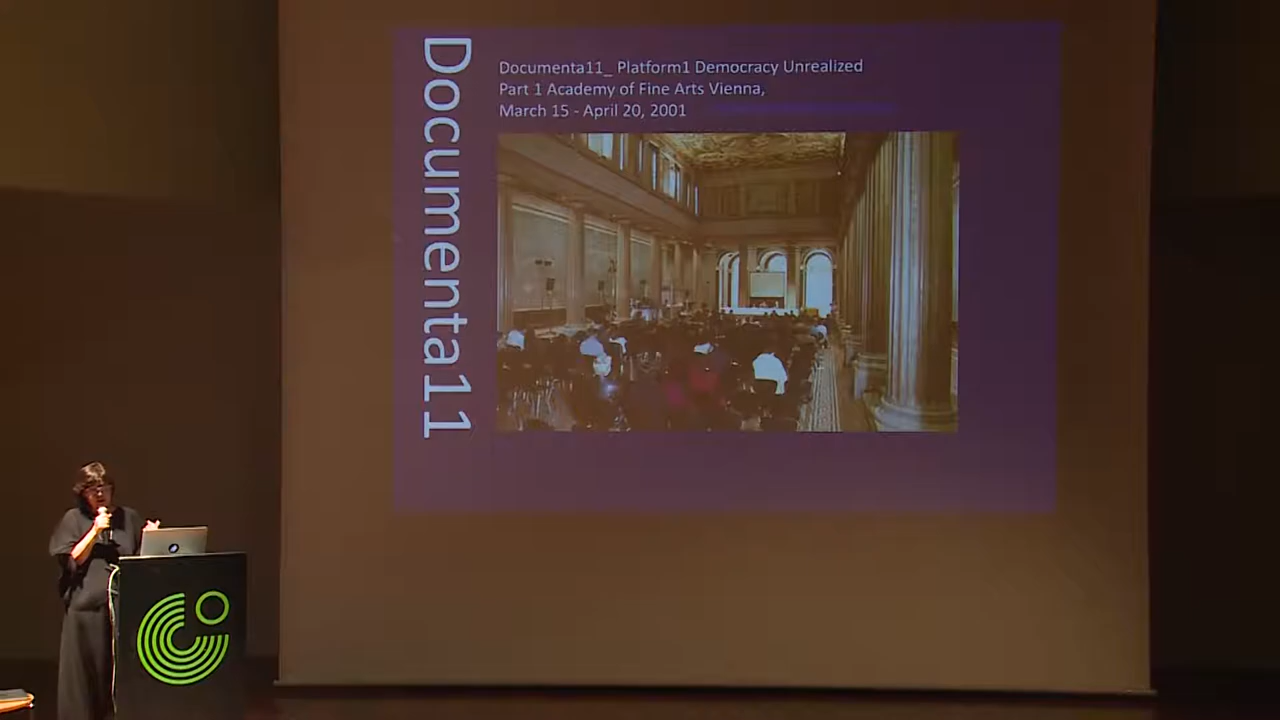 Documenta11
Documenta11_ Platform1 Democracy Unrealized
Part 1 Academy of Fine Arts Vienna,
March 15 - April 20, 2001